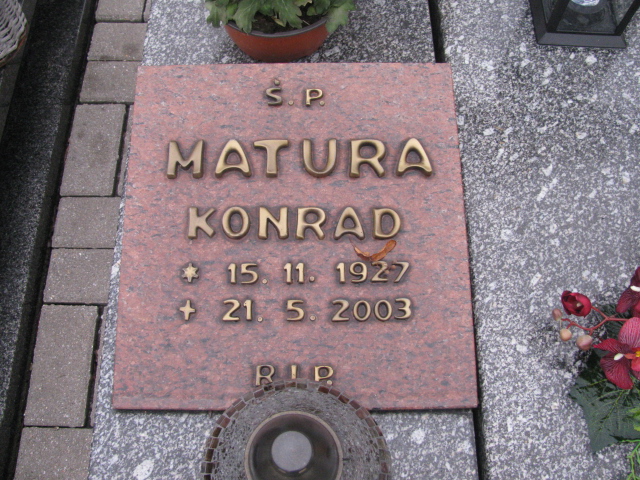 Ś.P.
MATURA
KONRAD
* 15. 11. 1927
+ 21. 5. 2003
R.I.P.